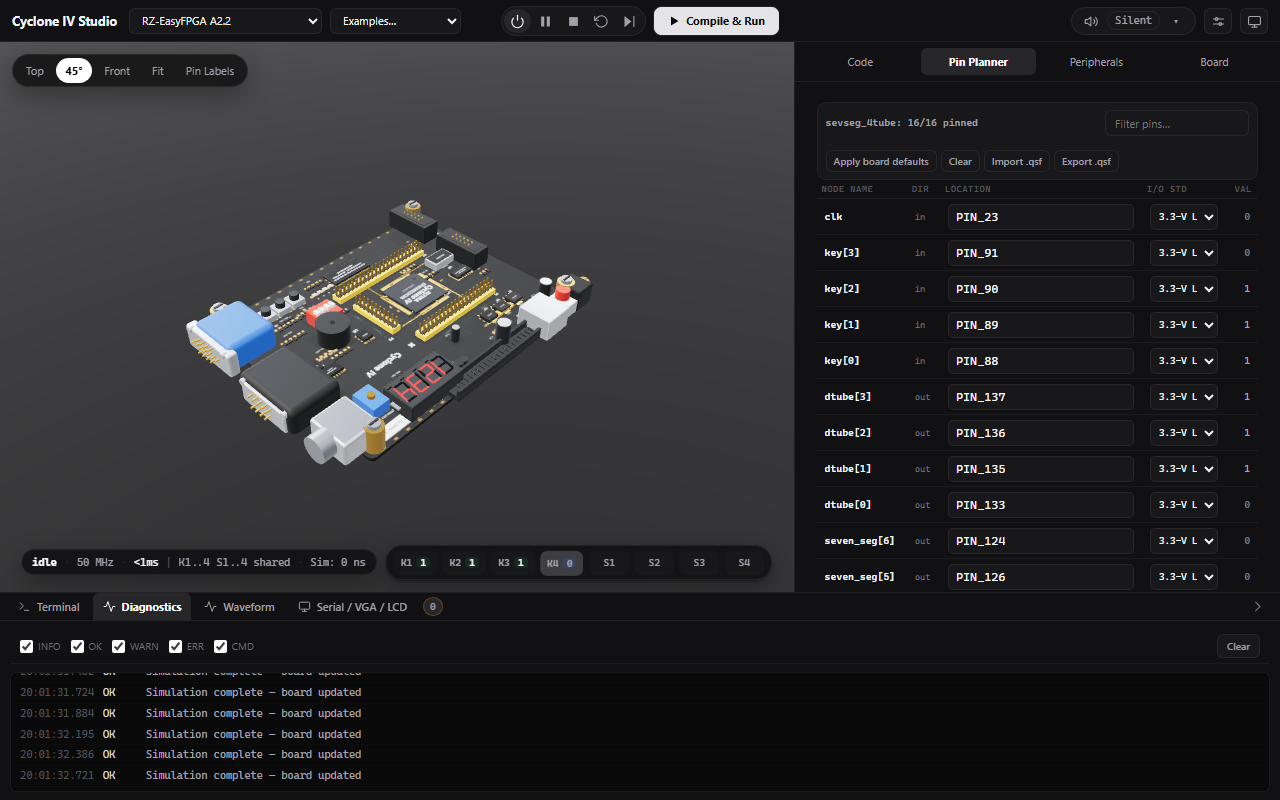 Cyclone IV Studio RZ-EasyFPGA A2.2 Examples... Compile & Run Silent
Top 45° Front Fit Pin Labels
Code Pin Planner Peripherals Board
sevseg_4tube: 16/16 pinned Filter pins...
Apply board defaults Clear Import .qsf Export .qsf
NODE NAME DIR LOCATION I/O STD VAL
clk in PIN_23 3.3-V L 0
key[3] in PIN_91 3.3-V L 0
key[2] in PIN_90 3.3-V L 1
key[1] in PIN_89 3.3-V L 1
key[0] in PIN_88 3.3-V L 1
dtube[3] out PIN_137 3.3-V L 1
dtube[2] out PIN_136 3.3-V L 1
dtube[1] out PIN_135 3.3-V L 1
dtube[0] out PIN_133 3.3-V L 0
seven_seg[6] out PIN_124 3.3-V L 0
seven_seg[5] out PIN_126 3.3-V L 0
Cyclone IV
idle · 50 MHz · <1ms | K1..4 S1..4 shared · Sim: 0 ns
K1 1 K2 1 K3 1 K4 0 S1 S2 S3 S4
Terminal Diagnostics Waveform Serial / VGA / LCD 0
INFO OK WARN ERR CMD Clear
20:01:31.724 OK Simulation complete — board updated
20:01:31.884 OK Simulation complete — board updated
20:01:32.195 OK Simulation complete — board updated
20:01:32.386 OK Simulation complete — board updated
20:01:32.721 OK Simulation complete — board updated